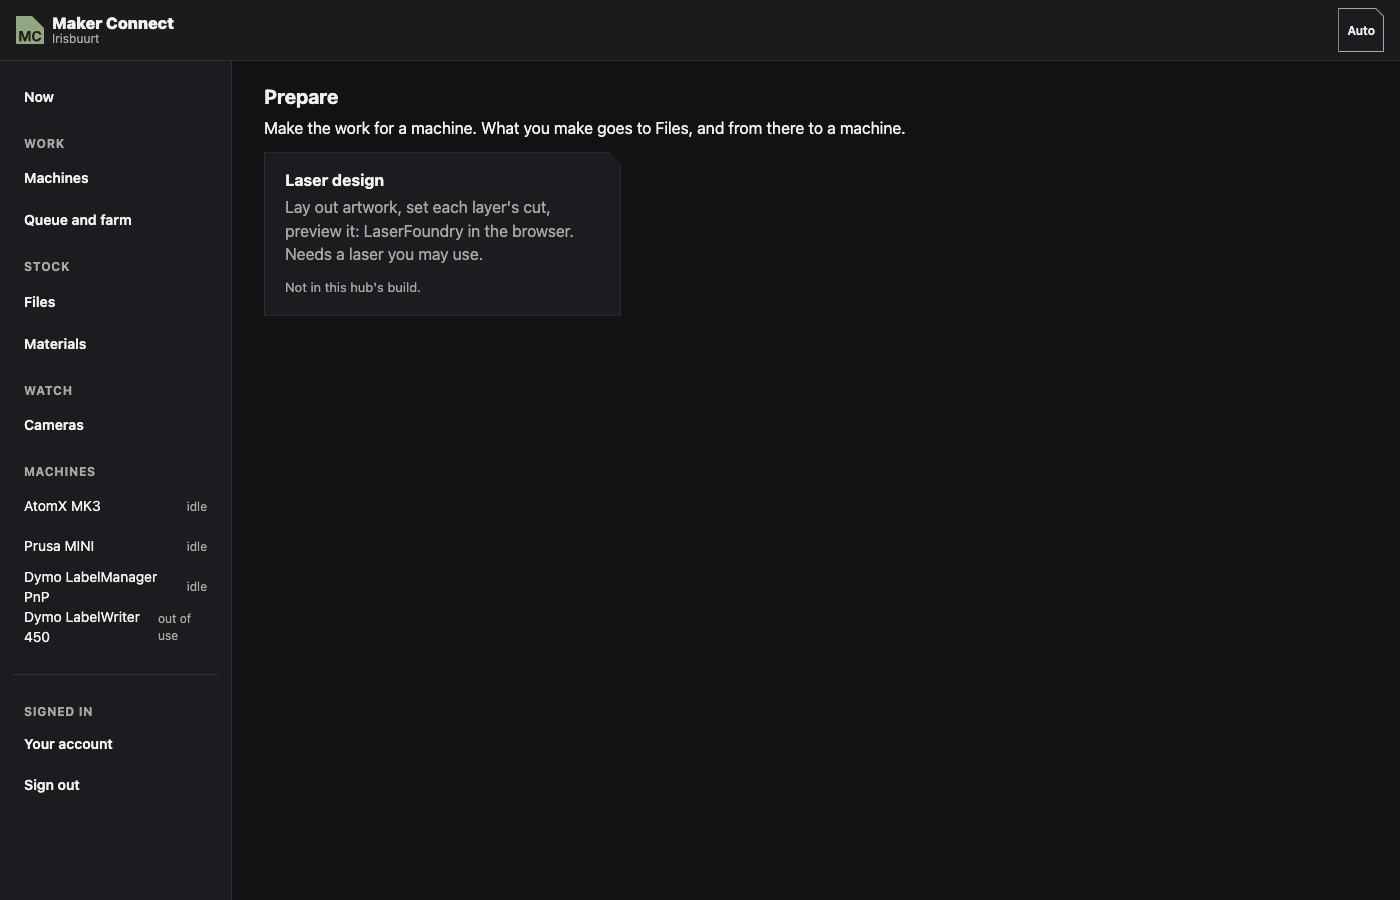 MC
Maker Connect
Irisbuurt
Auto
Now
WORK
Machines
Queue and farm
STOCK
Files
Materials
WATCH
Cameras
MACHINES
AtomX MK3 idle
Prusa MINI idle
Dymo LabelManager
PnP
idle
Dymo LabelWriter
450
out of
use
SIGNED IN
Your account
Sign out
Prepare
Make the work for a machine. What you make goes to Files, and from there to a machine.
Laser design
Lay out artwork, set each layer's cut,
preview it: LaserFoundry in the browser.
Needs a laser you may use.
Not in this hub's build.